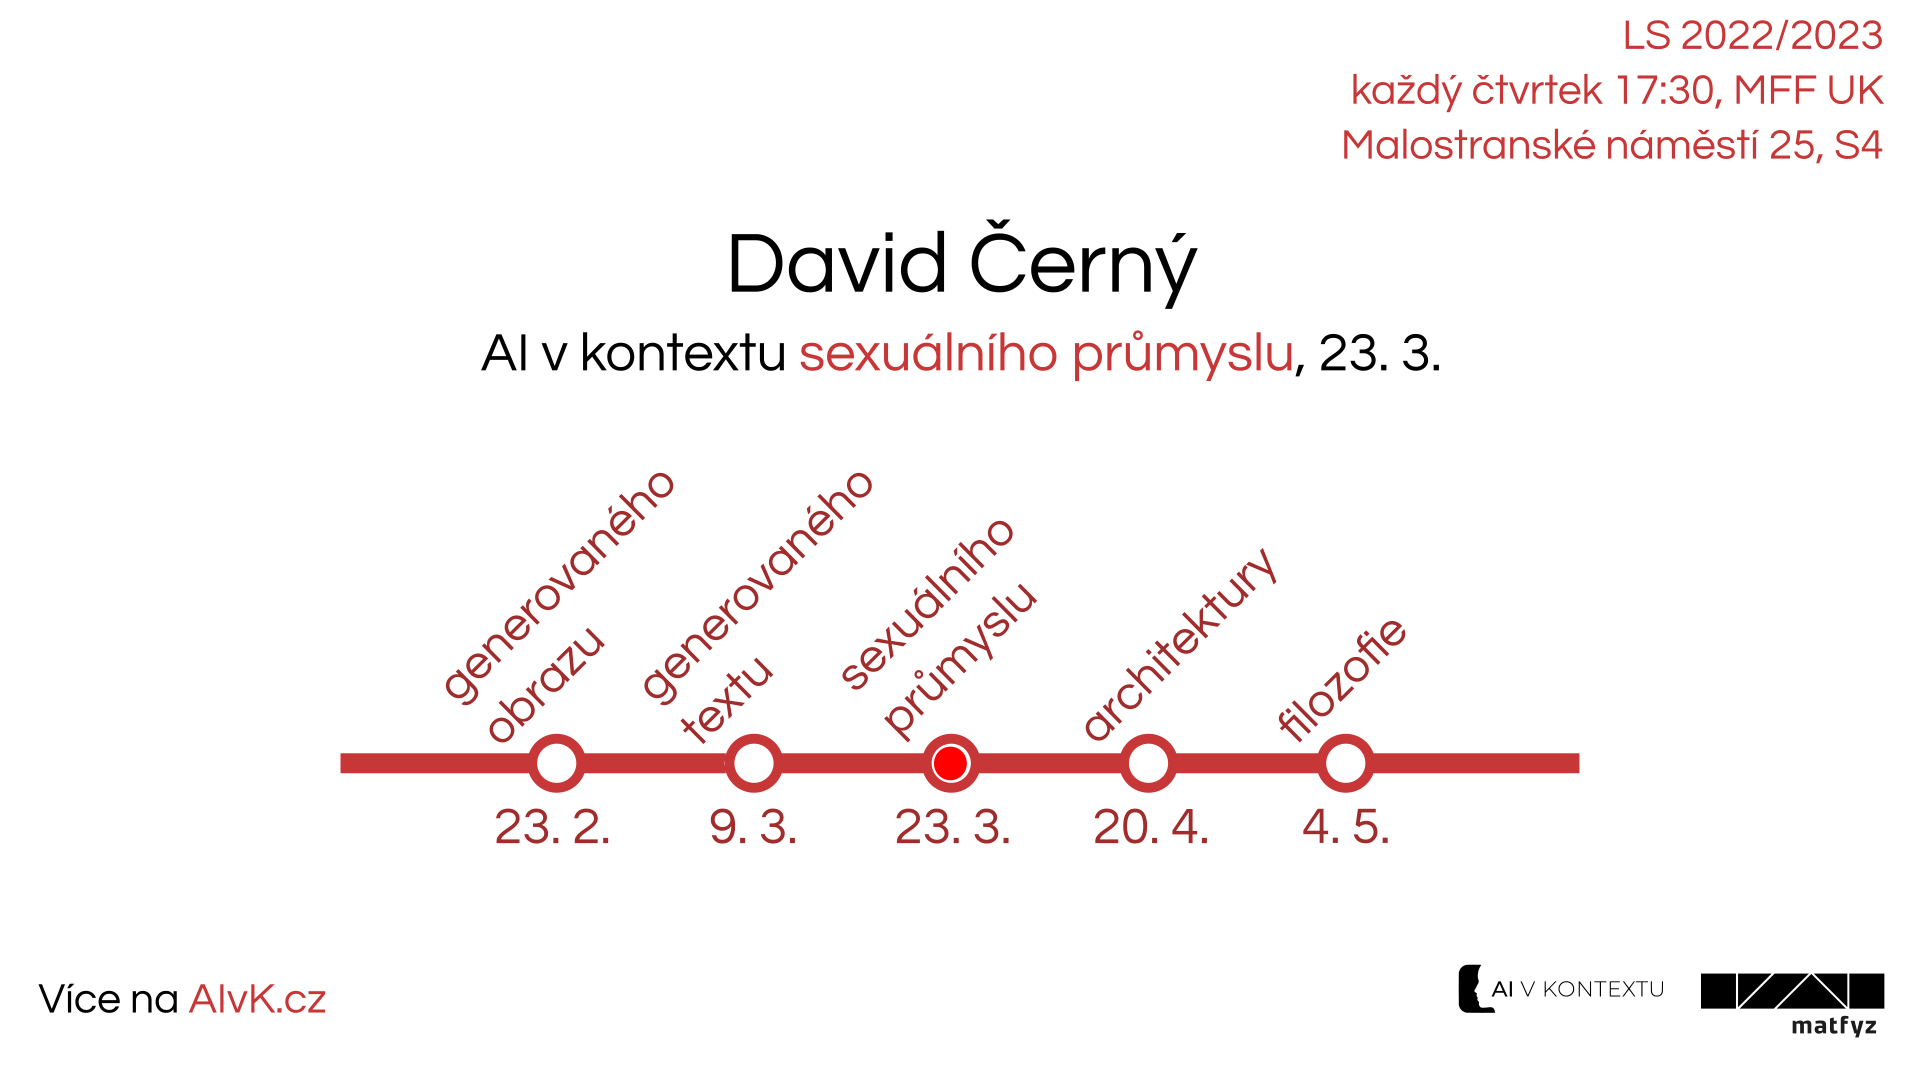 LS 2022/2023
každý čtvrtek 17:30, MFF UK
Malostranské náměstí 25, S4
David Černý
AI v kontextu sexuálního průmyslu, 23. 3.
generovaného
obrazu
generovaného
textu
sexuálního
průmyslu
architektury
filozofie
23. 2.
9. 3.
23. 3.
20. 4.
4. 5.
Více na AIvK.cz
AI V KONTEXTU
matfyz